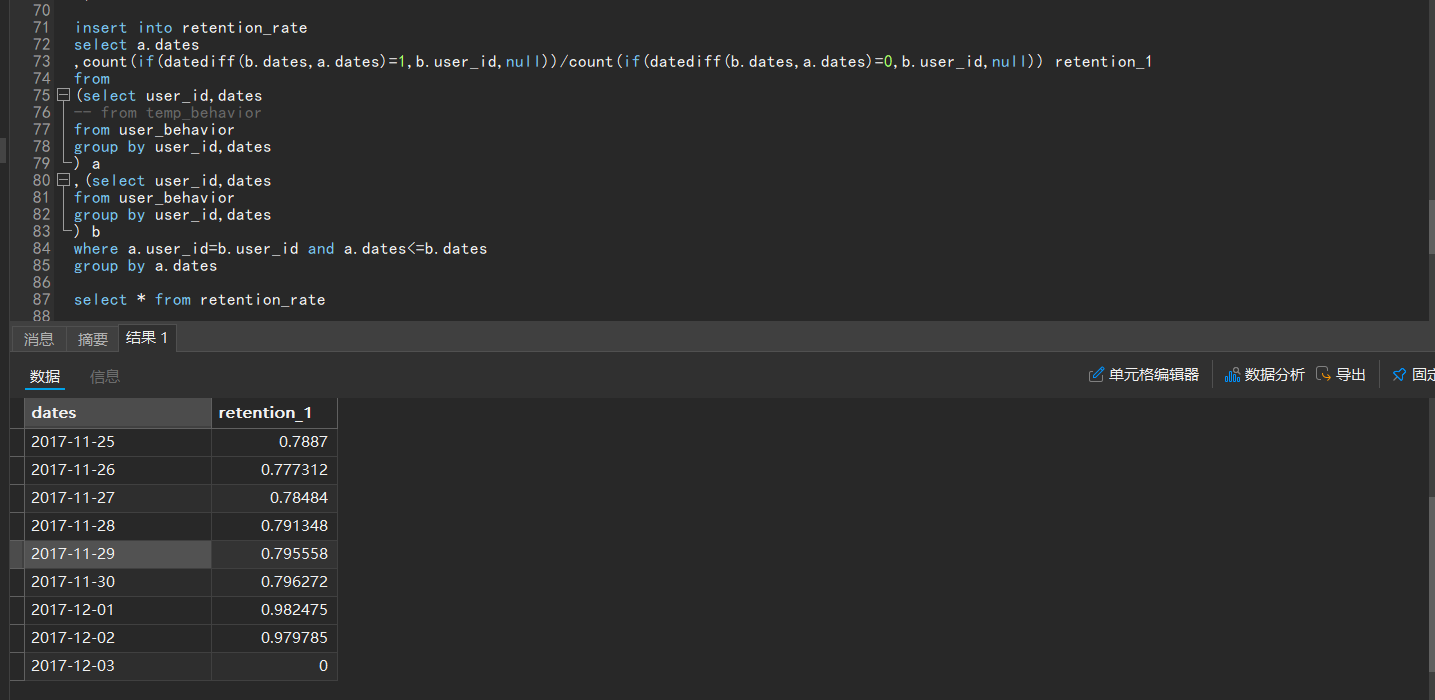 70
71 insert into retention_rate
72 select a.dates
73 ,count(if(datediff(b.dates,a.dates)=1,b.user_id,null))/count(if(datediff(b.dates,a.dates)=0,b.user_id,null)) retention_1
74 from
75 (select user_id,dates
76 -- from temp_behavior
77 from user_behavior
78 group by user_id,dates
79 ) a
80 ,(select user_id,dates
81 from user_behavior
82 group by user_id,dates
83 ) b
84 where a.user_id=b.user_id and a.dates<=b.dates
85 group by a.dates
86
87 select * from retention_rate
88
消息 摘要 结果 1
数据 信息 单元格编辑器 数据分析 导出 固定
dates retention_1
2017-11-25 0.7887
2017-11-26 0.777312
2017-11-27 0.78484
2017-11-28 0.791348
2017-11-29 0.795558
2017-11-30 0.796272
2017-12-01 0.982475
2017-12-02 0.979785
2017-12-03 0